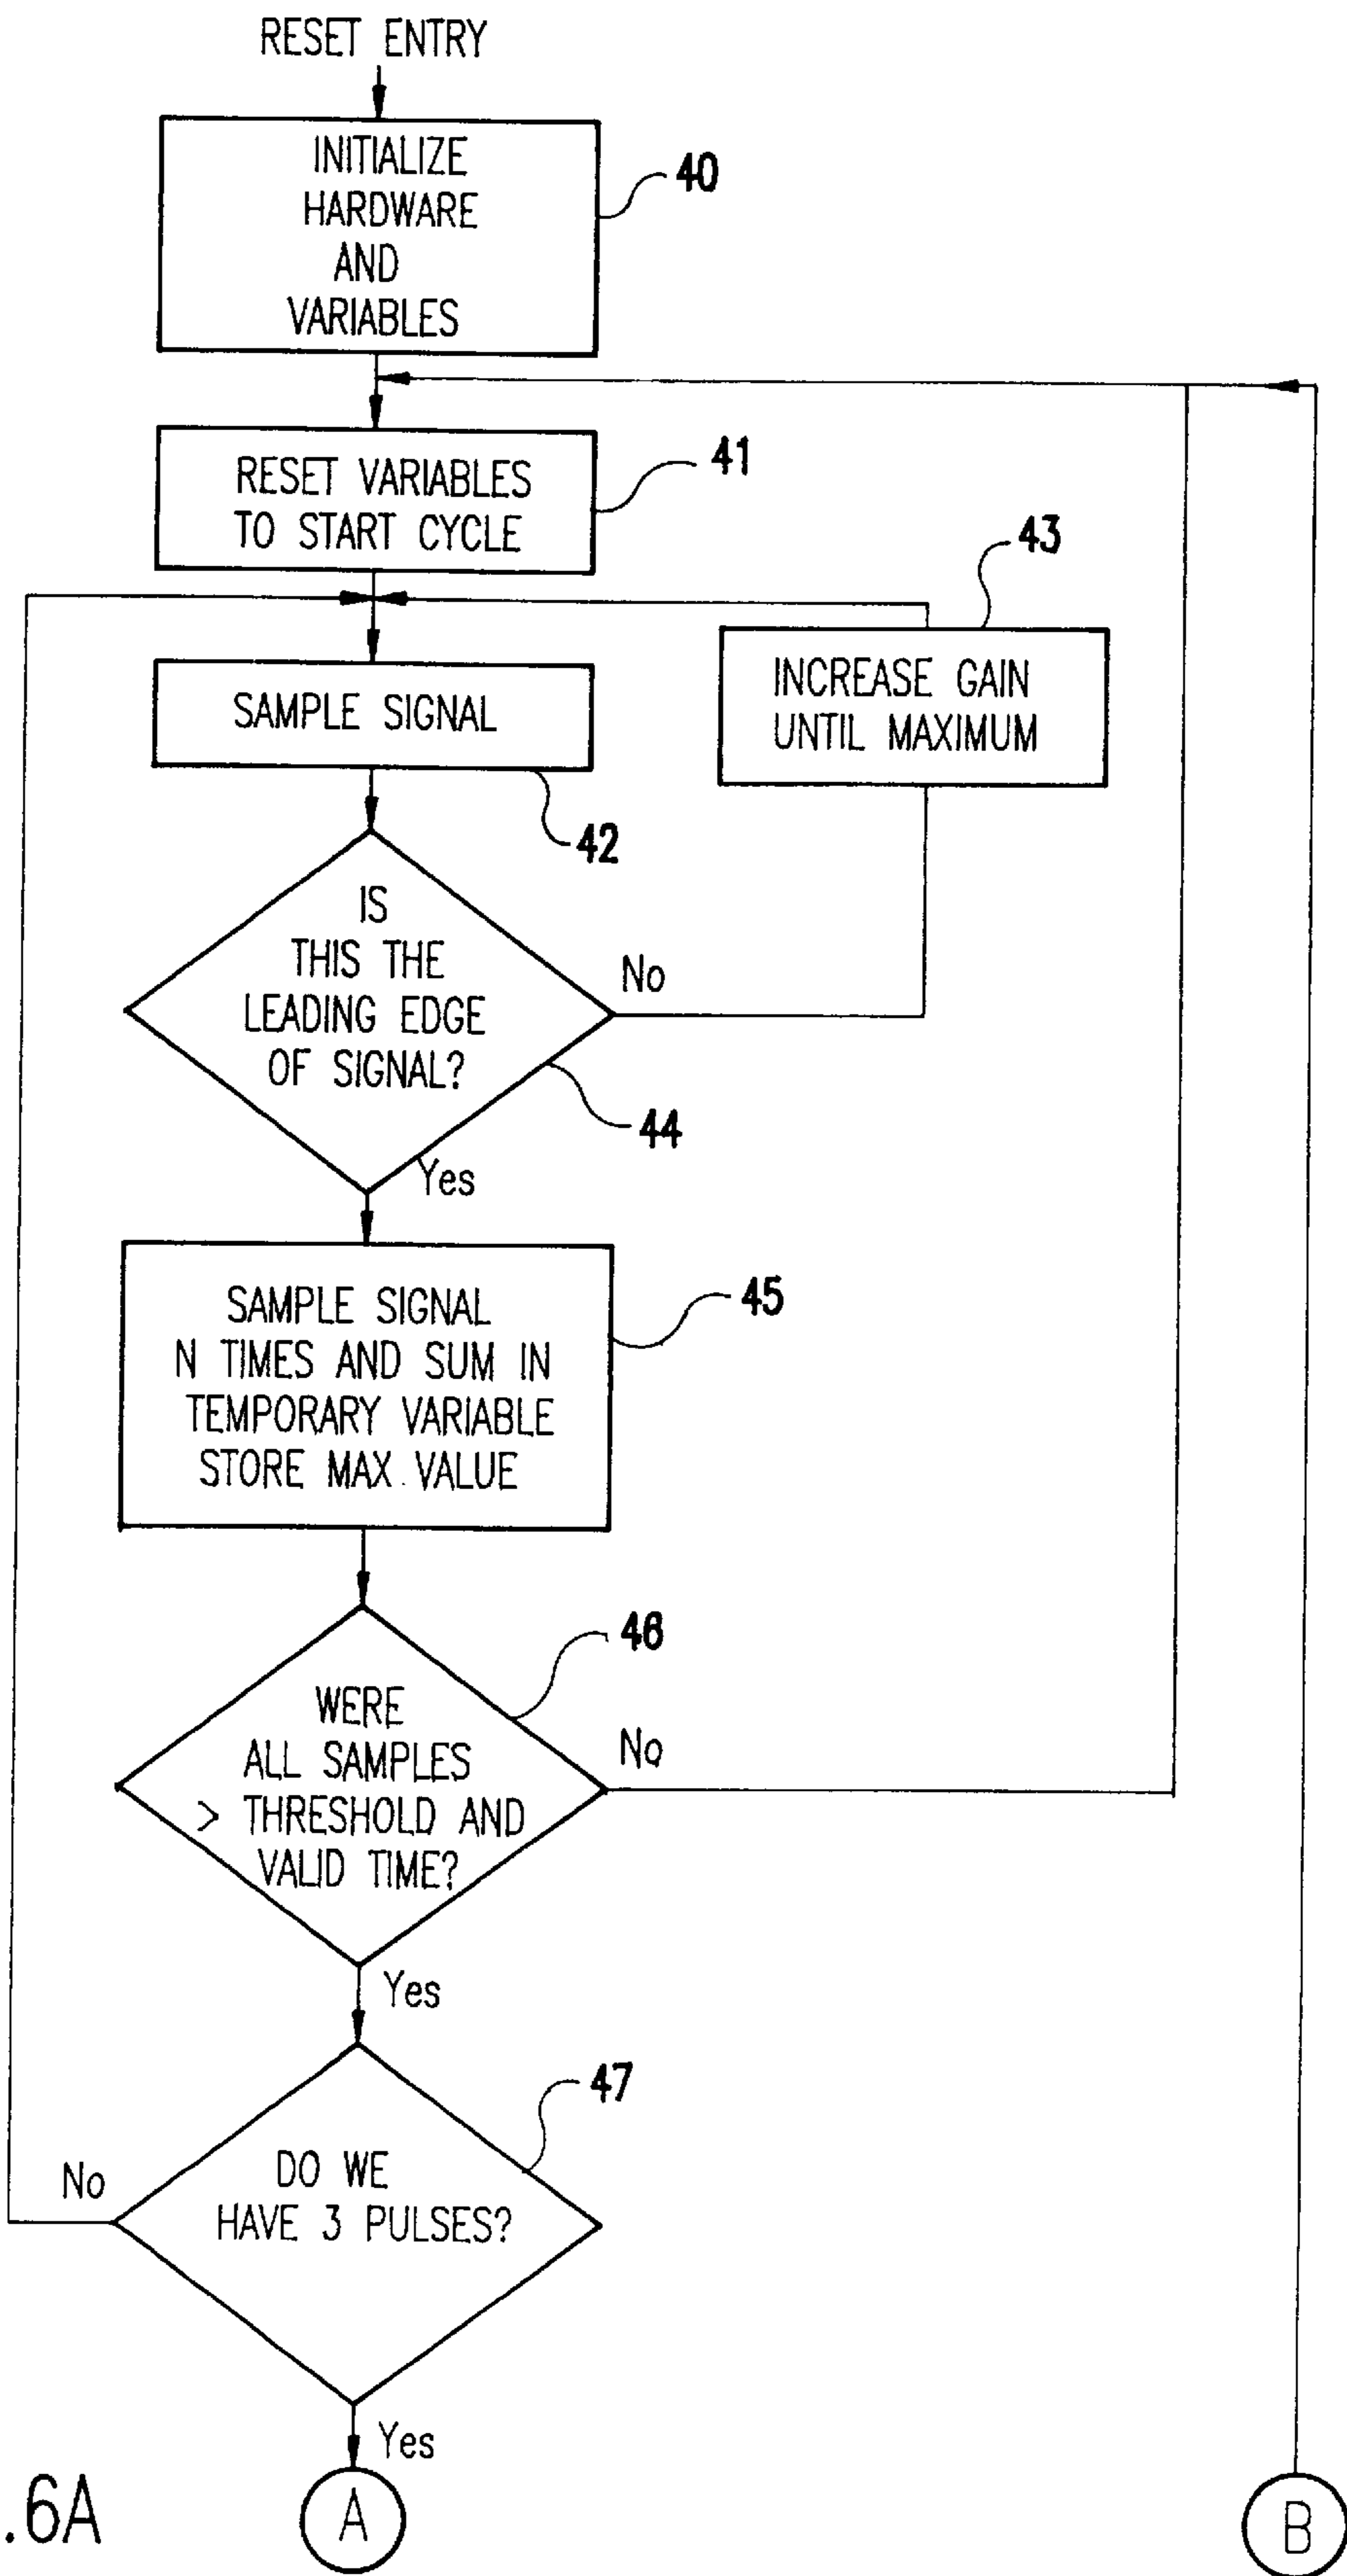 RESET ENTRY
INITIALIZE
HARDWARE
AND
VARIABLES
40
RESET VARIABLES
TO START CYCLE
41
43
INCREASE GAIN
UNTIL MAXIMUM
SAMPLE SIGNAL
42
IS
THIS THE
LEADING EDGE
OF SIGNAL?
No
44
Yes
SAMPLE SIGNAL
N TIMES AND SUM IN
TEMPORARY VARIABLE
STORE MAX. VALUE
45
46
WERE
ALL SAMPLES
> THRESHOLD AND
VALID TIME?
No
Yes
47
DO WE
HAVE 3 PULSES?
No
Yes
.6A
A
B